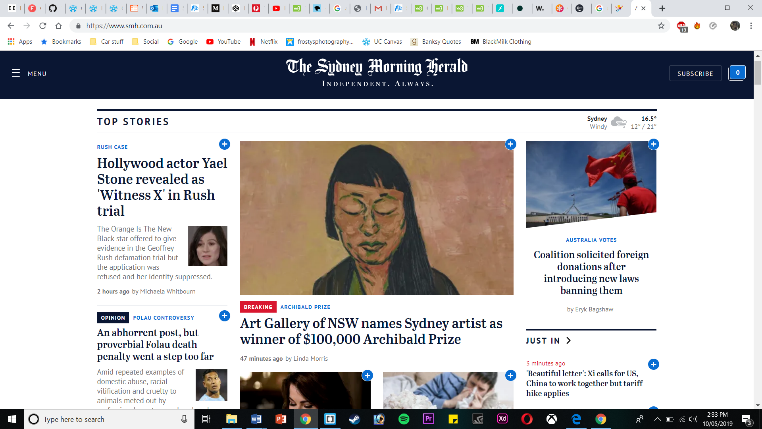 https://www.smh.com.au
Apps
Bookmarks
Car stuff
Social
Google
YouTube
Netflix
frostysphotography...
UC Canvas
Banksy Quotes
BM BlackMilk Clothing
MENU
The Sydney Morning Herald
INDEPENDENT. ALWAYS.
SUBSCRIBE
0
TOP STORIES
Sydney
Windy
16.5°
12° / 21°
RUSH CASE
Hollywood actor Yael
Stone revealed as
'Witness X' in Rush
trial
The Orange Is The New
Black star offered to give
evidence in the Geoffrey
Rush defamation trial but
the application was
refused and her identity suppressed.
2 hours ago by Michaela Whitbourn
OPINION FOLAU CONTROVERSY
An abhorrent post, but
proverbial Folau death
penalty went a step too far
Amid repeated examples of
domestic abuse, racial
vilification and cruelty to
animals meted out by
BREAKING ARCHIBALD PRIZE
Art Gallery of NSW names Sydney artist as
winner of $100,000 Archibald Prize
47 minutes ago by Linda Morris
AUSTRALIA VOTES
Coalition solicited foreign
donations after
introducing new laws
banning them
by Eryk Bagshaw
JUST IN
3 minutes ago
'Beautiful letter': Xi calls for US,
China to work together but tariff
hike applies
Type here to search
2:33 PM
10/05/2019